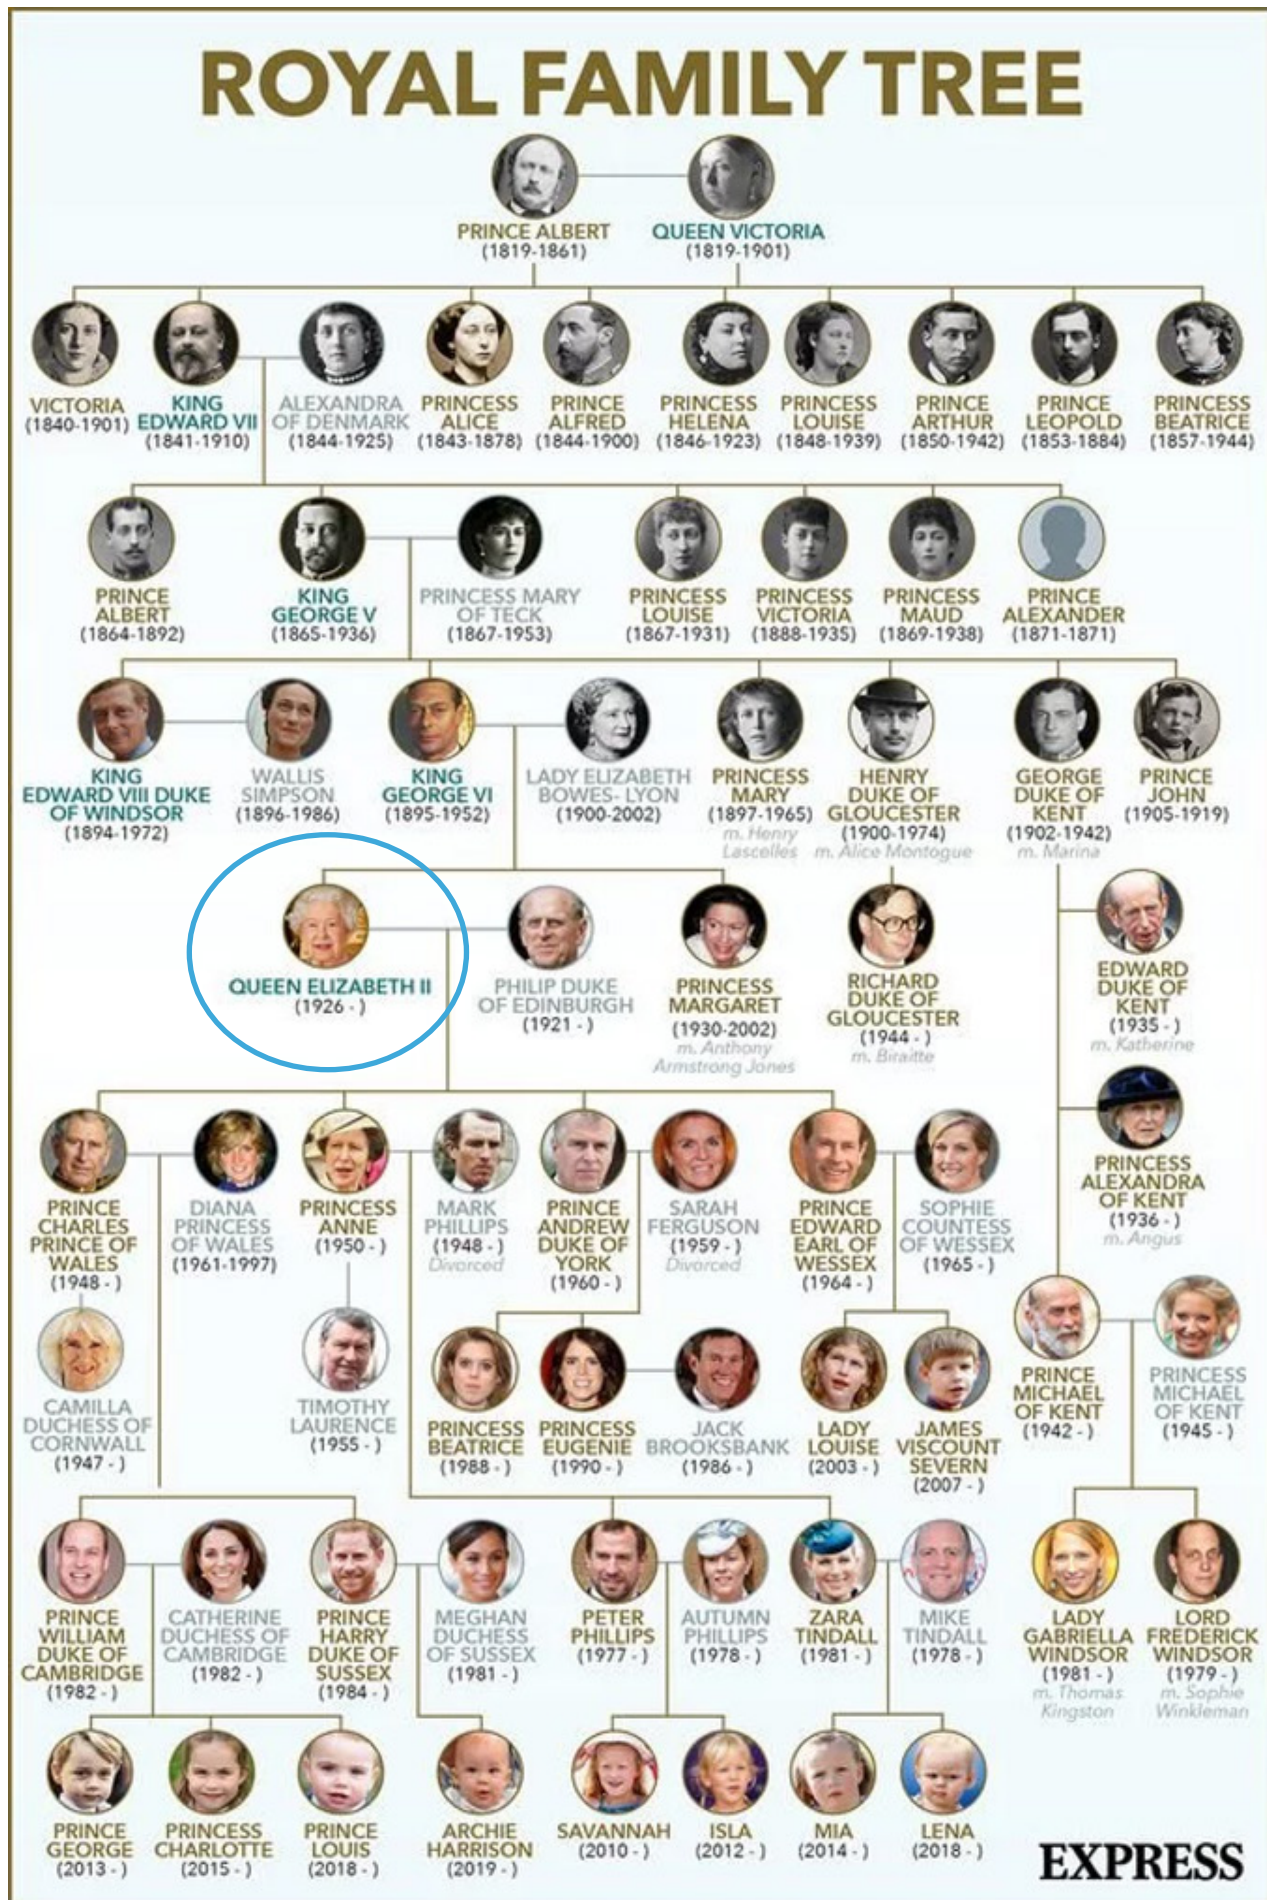 ROYAL FAMILY TREE
PRINCE ALBERT
(1819-1861)
QUEEN VICTORIA
(1819-1901)
VICTORIA
(1840-1901)
KING
EDWARD VII
(1841-1910)
ALEXANDRA
OF DENMARK
(1844-1925)
PRINCESS
ALICE
(1843-1878)
PRINCE
ALFRED
(1844-1900)
PRINCESS
HELENA
(1846-1923)
PRINCESS
LOUISE
(1848-1939)
PRINCE
ARTHUR
(1850-1942)
PRINCE
LEOPOLD
(1853-1884)
PRINCESS
BEATRICE
(1857-1944)
PRINCE
ALBERT
(1864-1892)
KING
GEORGE V
(1865-1936)
PRINCESS MARY
OF TECK
(1867-1953)
PRINCESS
LOUISE
(1867-1931)
PRINCESS
VICTORIA
(1888-1935)
PRINCESS
MAUD
(1869-1938)
PRINCE
ALEXANDER
(1871-1871)
KING
EDWARD VIII DUKE
OF WINDSOR
(1894-1972)
WALLIS
SIMPSON
(1896-1986)
KING
GEORGE VI
(1895-1952)
LADY ELIZABETH
BOWES- LYON
(1900-2002)
PRINCESS
MARY
(1897-1965)
m. Henry
Lascelles
HENRY
DUKE OF
GLOUCESTER
(1900-1974)
m. Alice Montogue
GEORGE
DUKE OF
KENT
(1902-1942)
m. Marina
PRINCE
JOHN
(1905-1919)
QUEEN ELIZABETH II
(1926 - )
PHILIP DUKE
OF EDINBURGH
(1921 - )
PRINCESS
MARGARET
(1930-2002)
m. Anthony
Armstrong Jones
RICHARD
DUKE OF
GLOUCESTER
(1944 - )
m. Biraitte
EDWARD
DUKE OF
KENT
(1935 - )
m. Katherine
PRINCESS
ALEXANDRA
OF KENT
(1936 - )
m. Angus
PRINCE
CHARLES
PRINCE OF
WALES
(1948 - )
DIANA
PRINCESS
OF WALES
(1961-1997)
PRINCESS
ANNE
(1950 - )
MARK
PHILLIPS
(1948 - )
Divorced
PRINCE
ANDREW
DUKE OF
YORK
(1960 - )
SARAH
FERGUSON
(1959 - )
Divorced
PRINCE
EDWARD
EARL OF
WESSEX
(1964 - )
SOPHIE
COUNTESS
OF WESSEX
(1965 - )
CAMILLA
DUCHESS OF
CORNWALL
(1947 - )
TIMOTHY
LAURENCE
(1955 - )
PRINCESS
BEATRICE
(1988 - )
PRINCESS
EUGENIE
(1990 - )
JACK
BROOKSBANK
(1986 - )
LADY
LOUISE
(2003 - )
JAMES
VISCOUNT
SEVERN
(2007 - )
PRINCE
MICHAEL
OF KENT
(1942 - )
PRINCESS
MICHAEL
OF KENT
(1945 - )
PRINCE
WILLIAM
DUKE OF
CAMBRIDGE
(1982 - )
CATHERINE
DUCHESS OF
CAMBRIDGE
(1982 - )
PRINCE
HARRY
DUKE OF
SUSSEX
(1984 - )
MEGHAN
DUCHESS
OF SUSSEX
(1981 - )
PETER
PHILLIPS
(1977 - )
AUTUMN
PHILLIPS
(1978 - )
ZARA
TINDALL
(1981 - )
MIKE
TINDALL
(1978 - )
LADY
GABRIELLA
WINDSOR
(1981 - )
m. Thomas
Kingston
LORD
FREDERICK
WINDSOR
(1979 - )
m. Sophie
Winkleman
PRINCE
GEORGE
(2013 - )
PRINCESS
CHARLOTTE
(2015 - )
PRINCE
LOUIS
(2018 - )
ARCHIE
HARRISON
(2019 - )
SAVANNAH
(2010 - )
ISLA
(2012 - )
MIA
(2014 - )
LENA
(2018 - )
EXPRESS